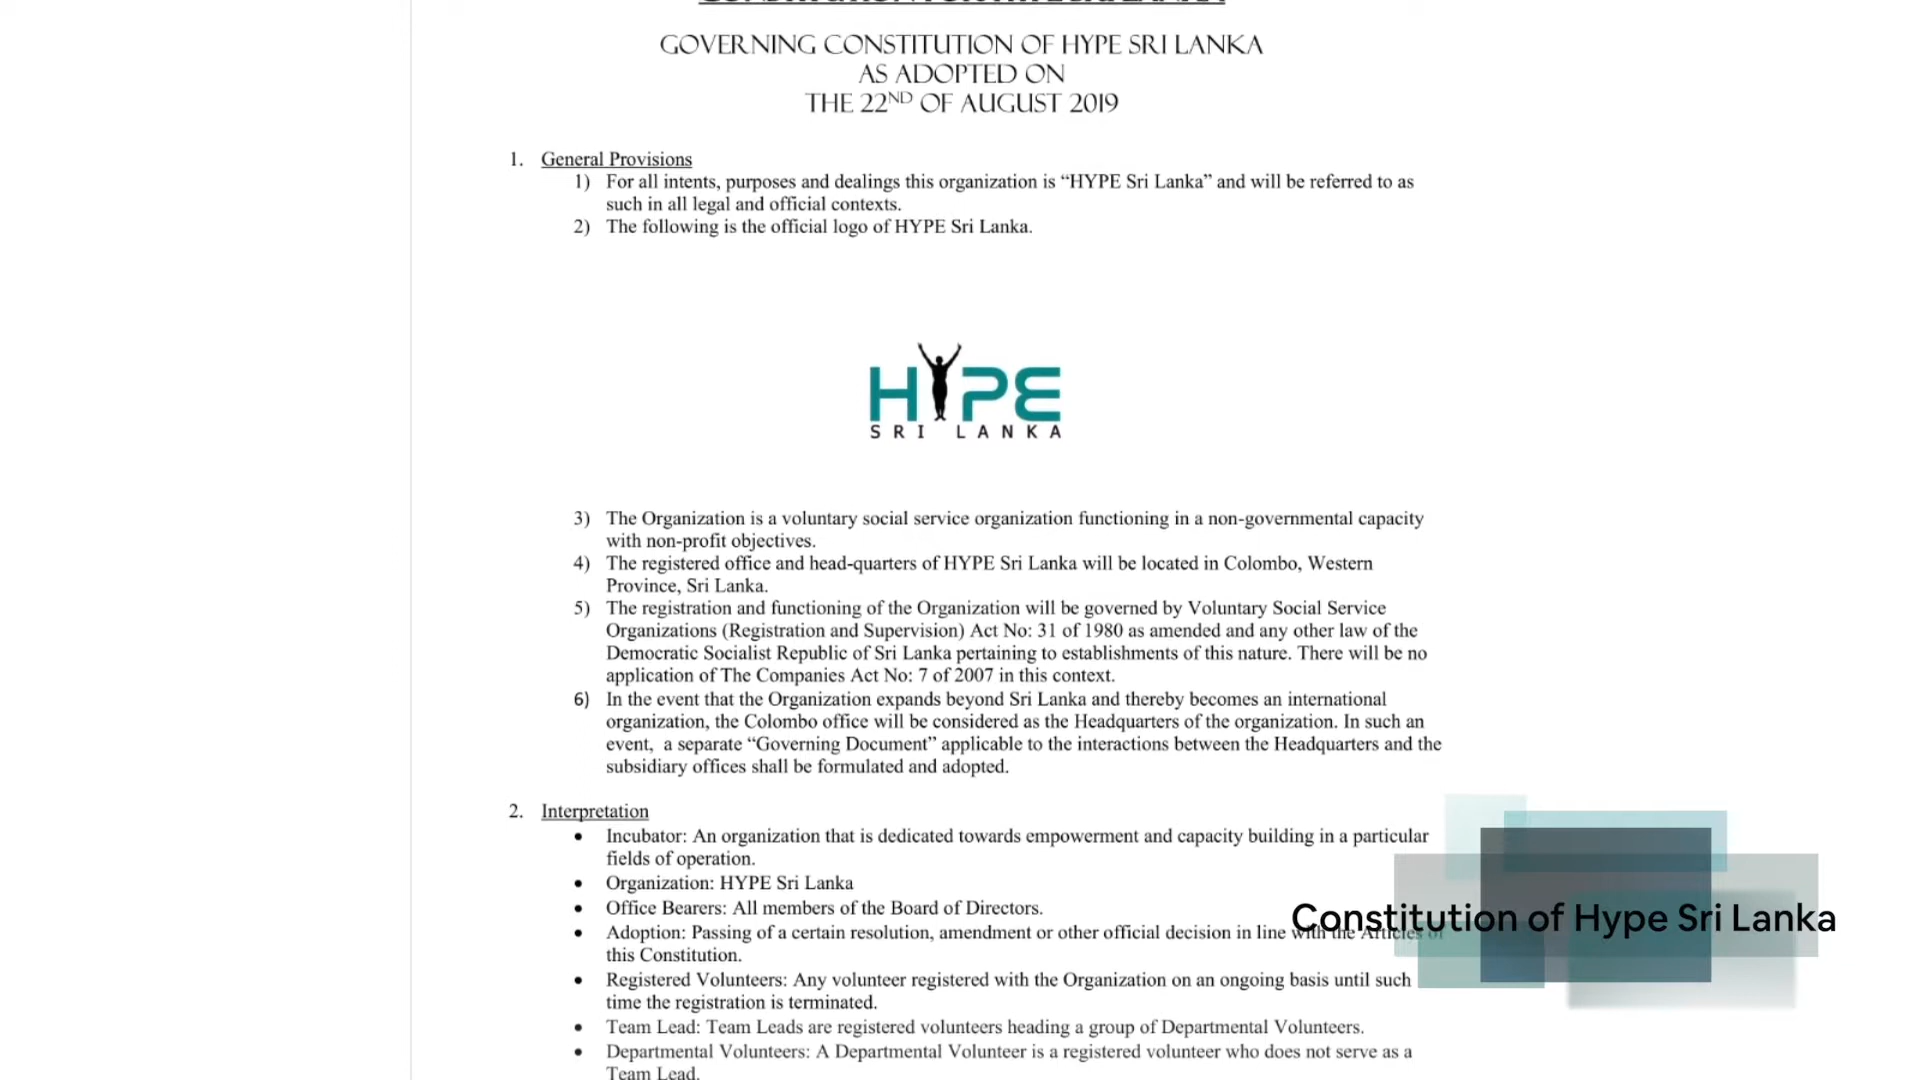 GOVERNING CONSTITUTION OF HYPE SRI LANKA
AS ADOPTED ON
THE 22ND OF AUGUST 2019
1. General Provisions
1) For all intents, purposes and dealings this organization is “HYPE Sri Lanka” and will be referred to as
such in all legal and official contexts.
2) The following is the official logo of HYPE Sri Lanka.
HYPE
SRI LANKA
3) The Organization is a voluntary social service organization functioning in a non-governmental capacity
with non-profit objectives.
4) The registered office and head-quarters of HYPE Sri Lanka will be located in Colombo, Western
Province, Sri Lanka.
5) The registration and functioning of the Organization will be governed by Voluntary Social Service
Organizations (Registration and Supervision) Act No: 31 of 1980 as amended and any other law of the
Democratic Socialist Republic of Sri Lanka pertaining to establishments of this nature. There will be no
application of The Companies Act No: 7 of 2007 in this context.
6) In the event that the Organization expands beyond Sri Lanka and thereby becomes an international
organization, the Colombo office will be considered as the Headquarters of the organization. In such an
event, a separate “Governing Document” applicable to the interactions between the Headquarters and the
subsidiary offices shall be formulated and adopted.
2. Interpretation
• Incubator: An organization that is dedicated towards empowerment and capacity building in a particular
fields of operation.
• Organization: HYPE Sri Lanka
• Office Bearers: All members of the Board of Directors.
• Adoption: Passing of a certain resolution, amendment or other official decision in line with the Articles of
this Constitution.
• Registered Volunteers: Any volunteer registered with the Organization on an ongoing basis until such
time the registration is terminated.
• Team Lead: Team Leads are registered volunteers heading a group of Departmental Volunteers.
• Departmental Volunteers: A Departmental Volunteer is a registered volunteer who does not serve as a
Team Lead.
Constitution of Hype Sri Lanka